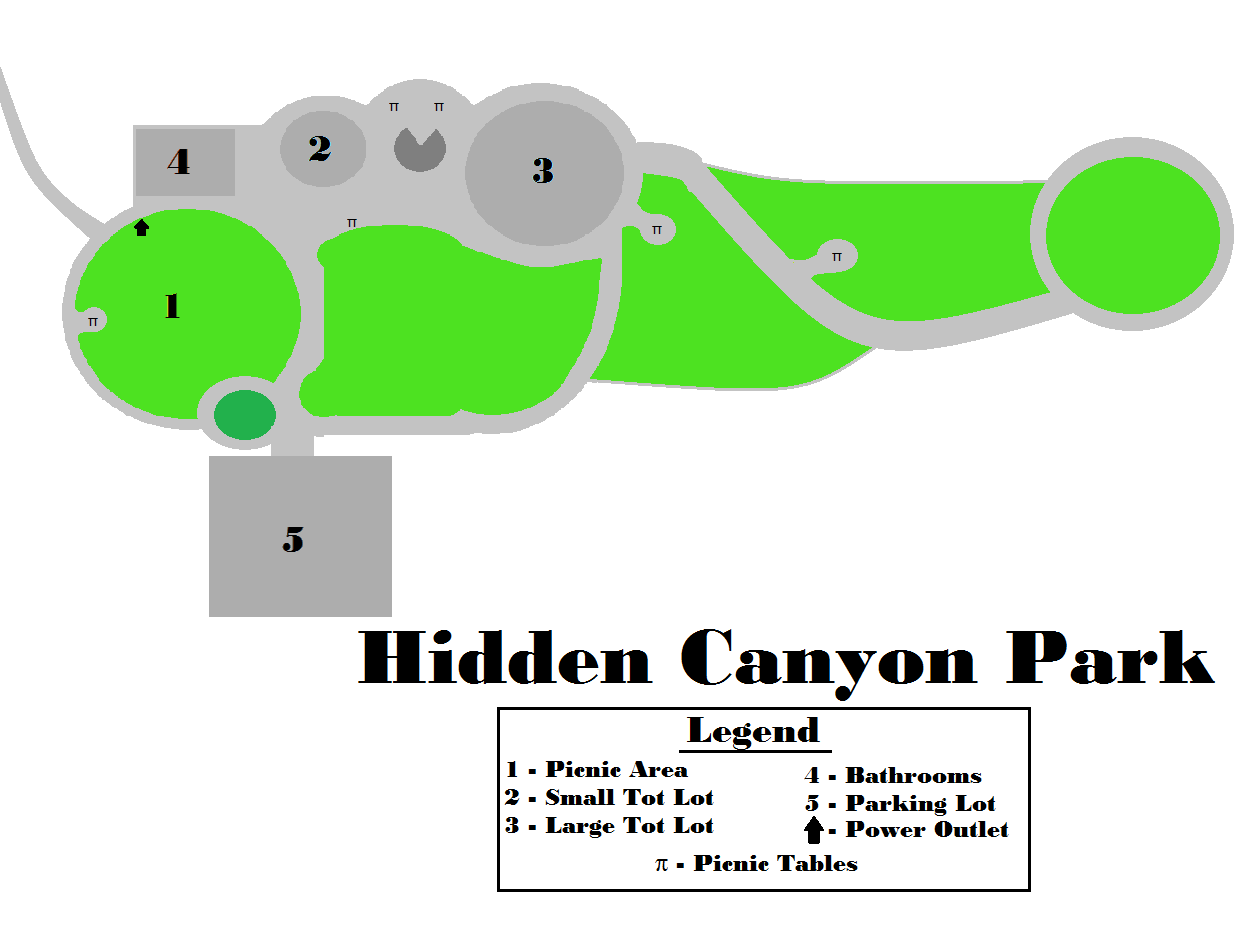 π π
2
4
3
π
π
π
1
π
5
Hidden Canyon Park
Legend
1 - Picnic Area
2 - Small Tot Lot
3 - Large Tot Lot
4 - Bathrooms
5 - Parking Lot
- Power Outlet
π - Picnic Tables